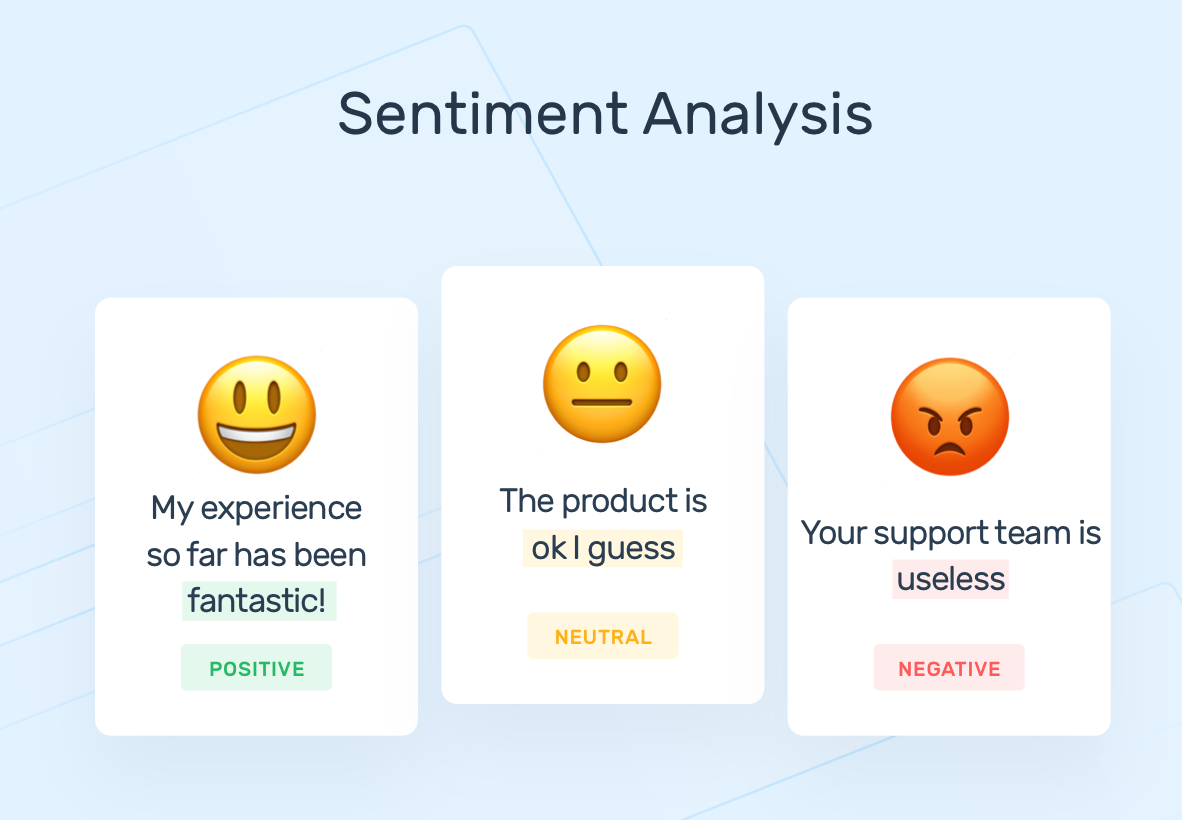 Sentiment Analysis
My experience
so far has been
fantastic!
POSITIVE
The product is
ok I guess
NEUTRAL
Your support team is
useless
NEGATIVE